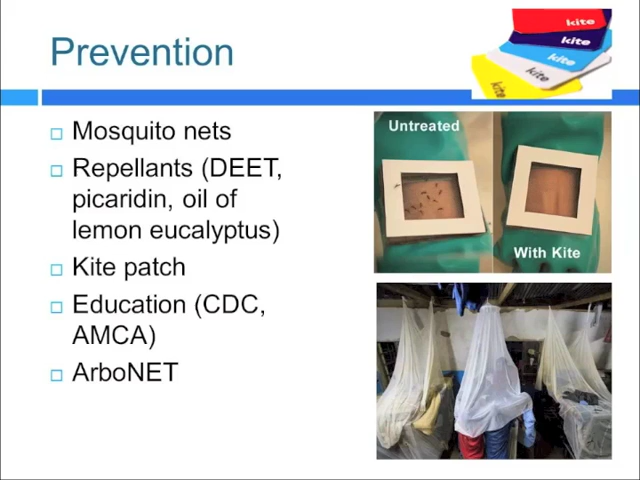 Prevention
kite
kite
kite
kite
Mosquito nets
Repellants (DEET,
picaridin, oil of
lemon eucalyptus)
Kite patch
Education (CDC,
AMCA)
ArboNET
Untreated
With Kite